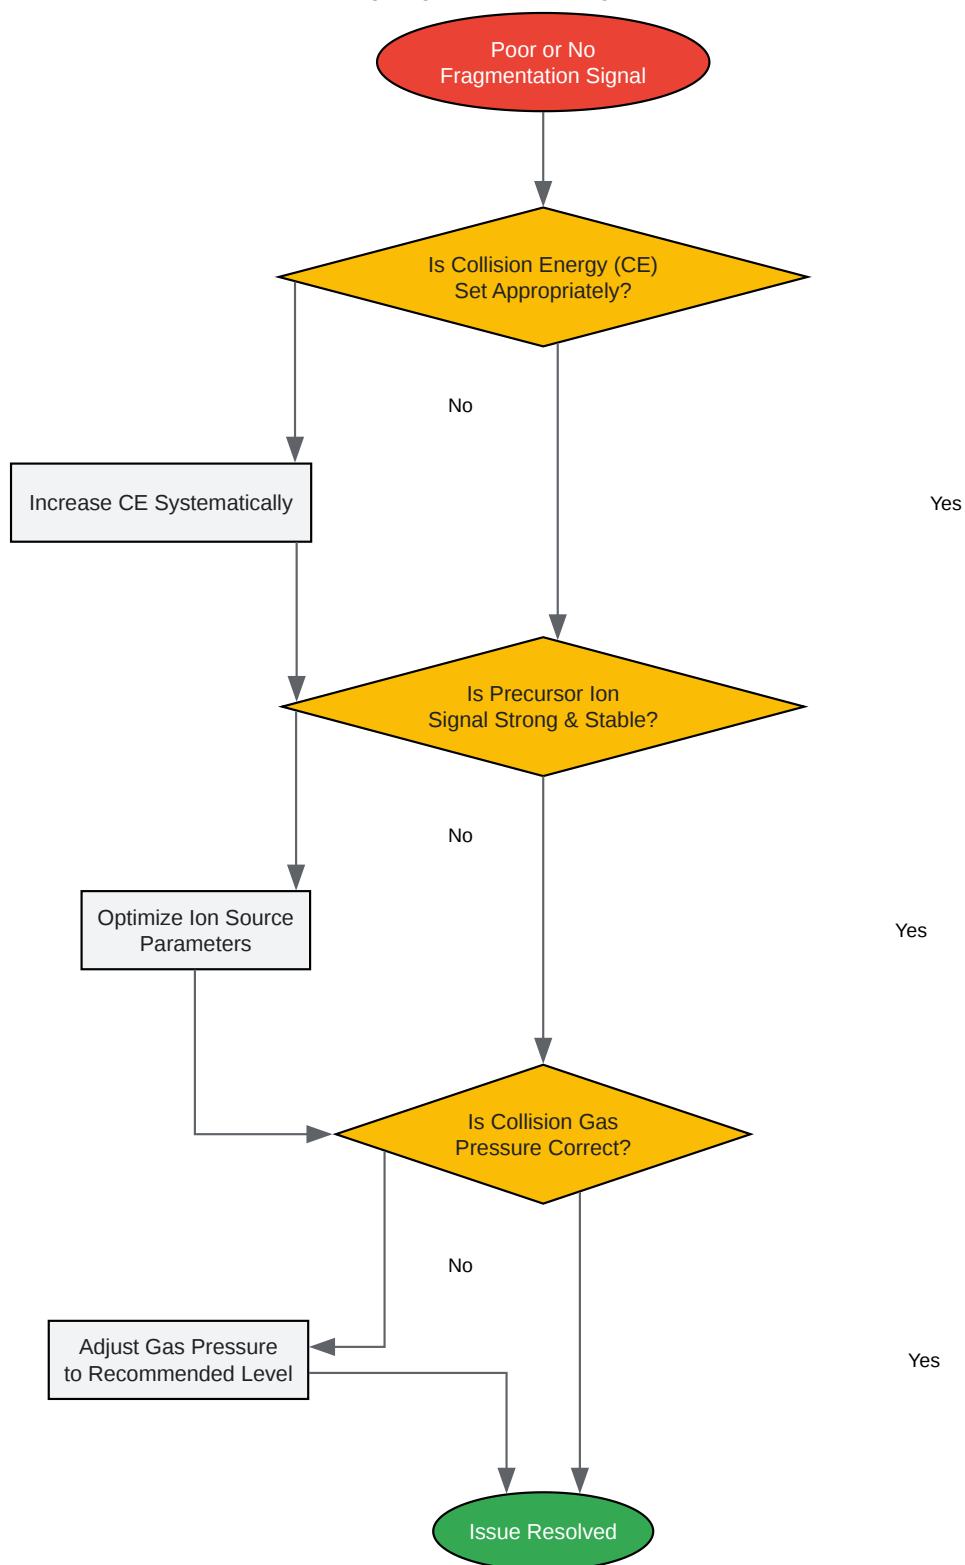 Poor or No
Fragmentation Signal
Is Collision Energy (CE)
Set Appropriately?
No
Increase CE Systematically
Yes
Is Precursor Ion
Signal Strong & Stable?
No
Optimize Ion Source
Parameters
Yes
Is Collision Gas
Pressure Correct?
No
Adjust Gas Pressure
to Recommended Level
Yes
Issue Resolved